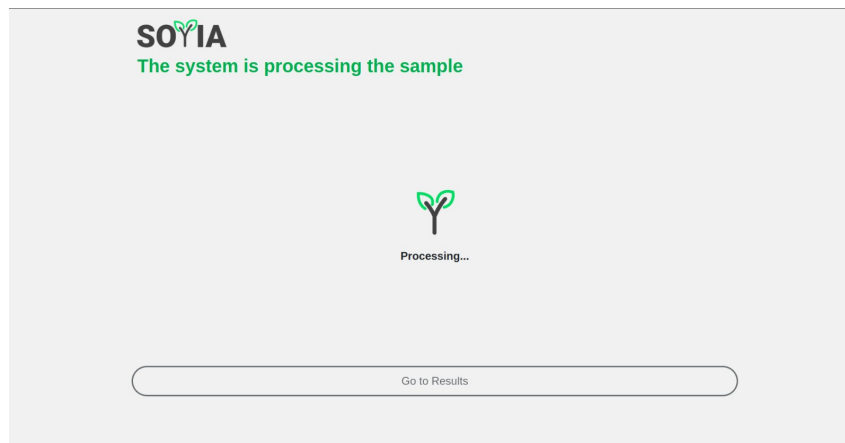 SOYIA
The system is processing the sample
Processing...
Go to Results